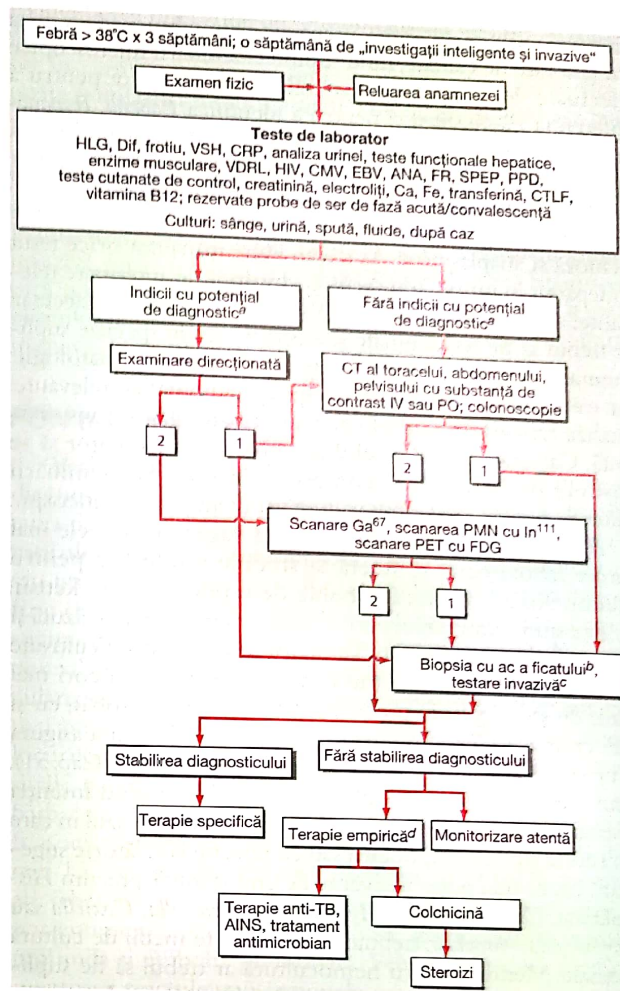 Febră > 38°C x 3 săptămâni; o săptămână de „investigații inteligente și invazive“
Examen fizic
Reluarea anamnezei
Teste de laborator
HLG, Dif, frotiu, VSH, CRP, analiza urinei, teste funcționale hepatice,
enzime musculare, VDRL, HIV, CMV, EBV, ANA, FR, SPEP, PPD,
teste cutanate de control, creatinină, electroliți, Ca, Fe, transferină, CTLF,
vitamina B12; rezervate probe de ser de fază acută/convalescență
Culturi: sânge, urină, spută, fluide, după caz
Indicii cu potențial
de diagnosticᵃ
Fără indicii cu potențial
de diagnosticᵃ
Examinare direcționată
CT al toracelui, abdomenului,
pelvisului cu substanță de
contrast IV sau PO; colonoscopie
2
1
2
1
Scanare Ga⁶⁷, scanarea PMN cu In¹¹¹,
scanare PET cu FDG
2
1
Biopsia cu ac a ficatuluiᵇ,
testare invazivăᶜ
Stabilirea diagnosticului
Fără stabilirea diagnosticului
Terapie specifică
Terapie empiricăᵈ
Monitorizare atentă
Terapie anti-TB,
AINS, tratament
antimicrobian
Colchicină
Steroizi